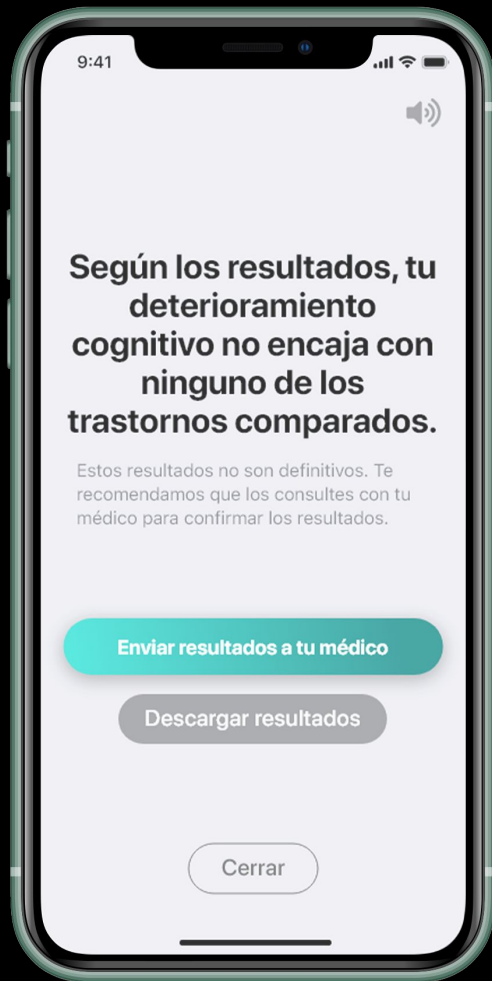 9:41
Según los resultados, tu
deterioramiento
cognitivo no encaja con
ninguno de los
trastornos comparados.
Estos resultados no son definitivos. Te
recomendamos que los consultes con tu
médico para confirmar los resultados.
Enviar resultados a tu médico
Descargar resultados
Cerrar